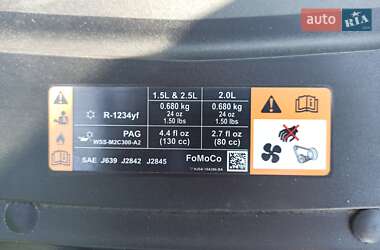 auto RIA.com
1.5L & 2.5L 2.0L
R-1234yf 0.680 kg 0.680 kg
24 oz 24 oz
1.50 lbs 1.50 lbs
PAG 4.4 fl oz 2.7 fl oz
WSS-M2C300-A2 (130 cc) (80 cc)
SAE J639 J2842 J2845 FoMoCo